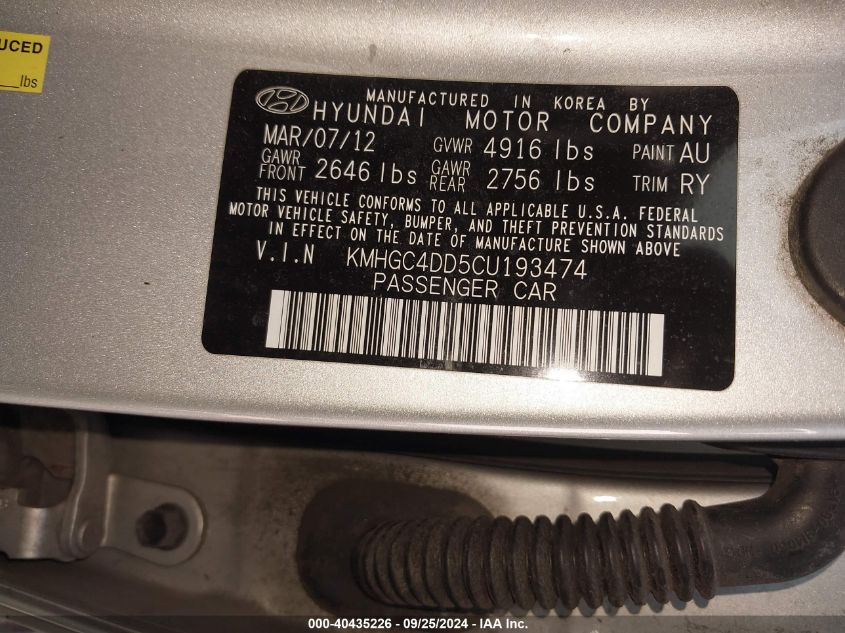 UCED
lbs
MANUFACTURED IN KOREA BY
HYUNDAI MOTOR COMPANY
MAR/07/12 GVWR 4916 lbs PAINT AU
GAWR FRONT 2646 lbs GAWR REAR 2756 lbs TRIM RY
THIS VEHICLE CONFORMS TO ALL APPLICABLE U.S.A. FEDERAL
MOTOR VEHICLE SAFETY, BUMPER, AND THEFT PREVENTION STANDARDS
IN EFFECT ON THE DATE OF MANUFACTURE SHOWN ABOVE
V.I.N KMHGC4DD5CU193474
PASSENGER CAR
000-40435226 - 09/25/2024 - IAA Inc.